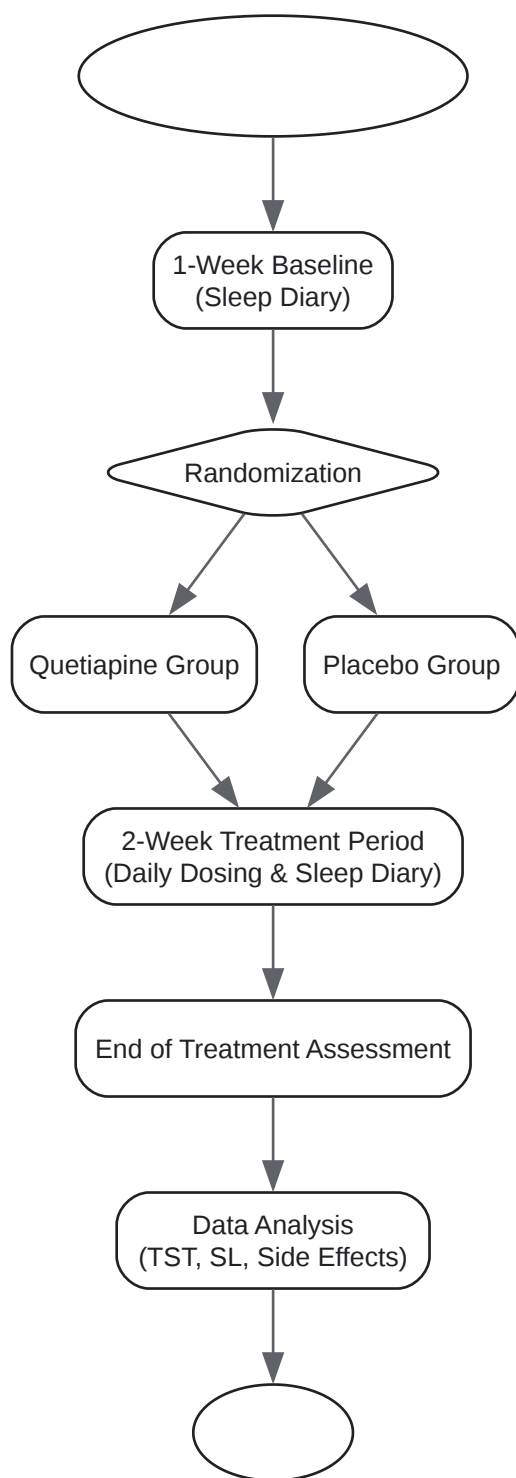 1-Week Baseline
(Sleep Diary)
Randomization
Quetiapine Group
Placebo Group
2-Week Treatment Period
(Daily Dosing & Sleep Diary)
End of Treatment Assessment
Data Analysis
(TST, SL, Side Effects)